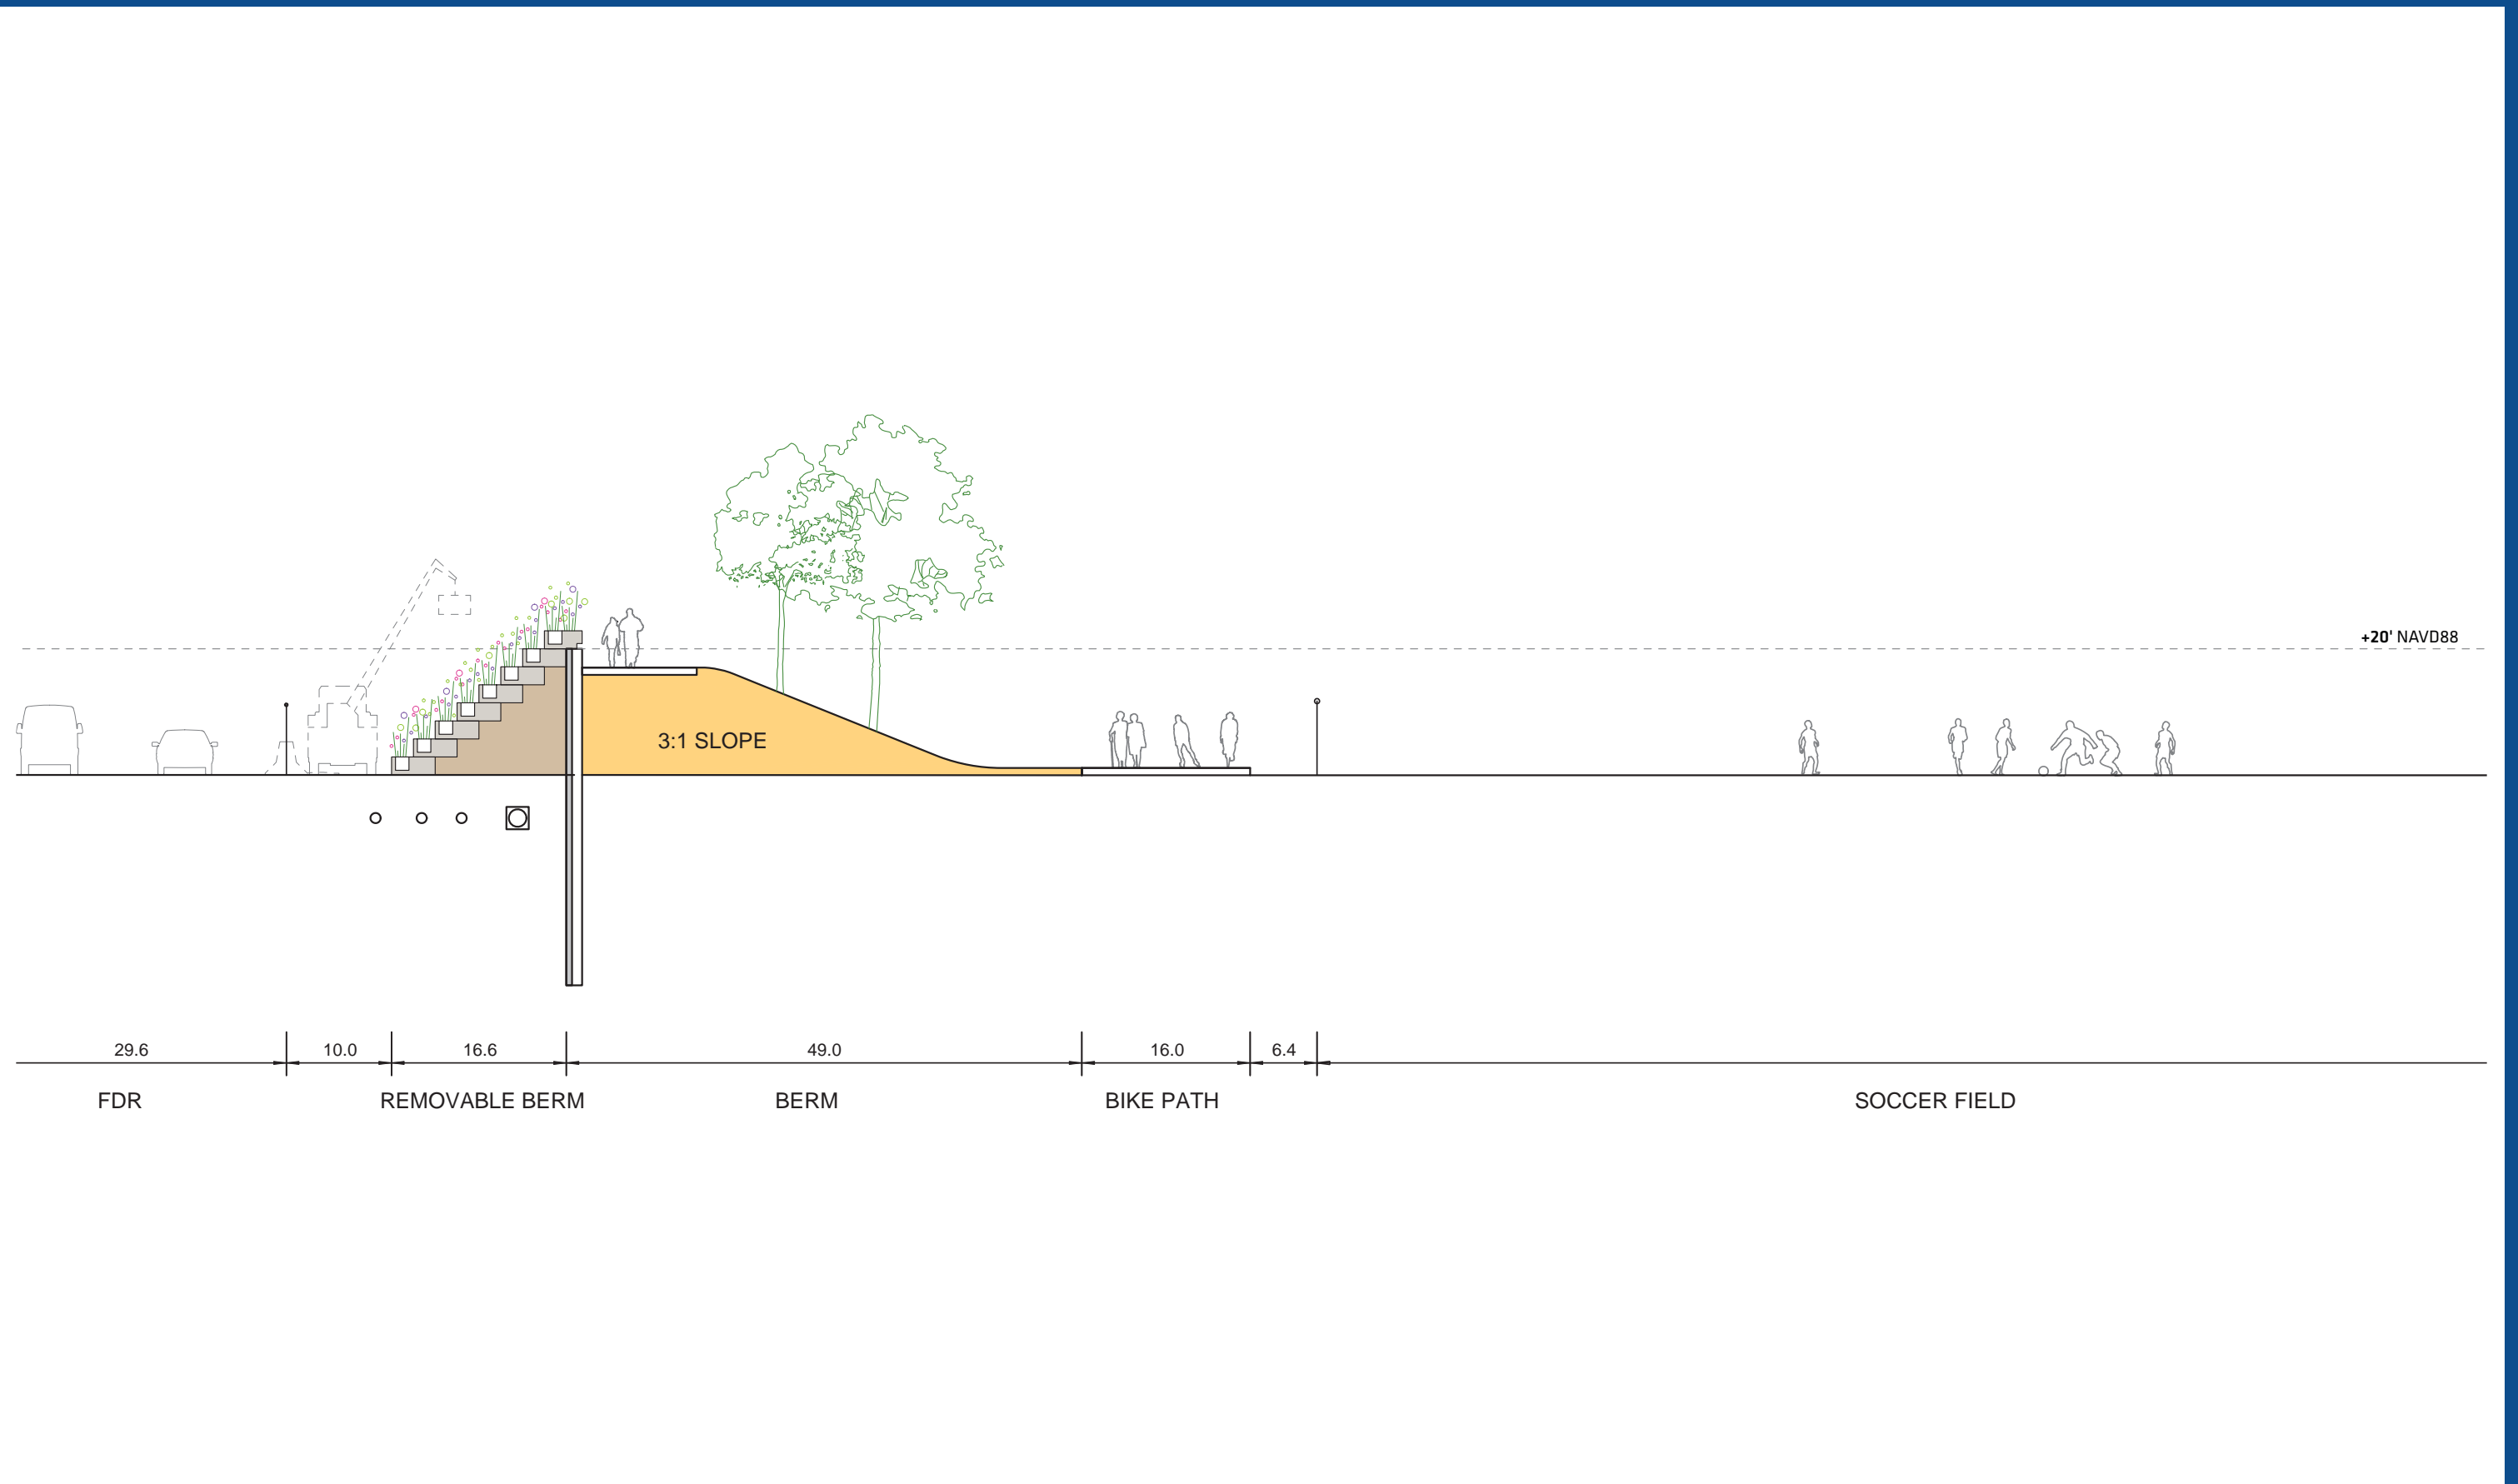 +20' NAVD88
3:1 SLOPE
29.6 10.0 16.6 49.0 16.0 6.4
FDR REMOVABLE BERM BERM BIKE PATH SOCCER FIELD